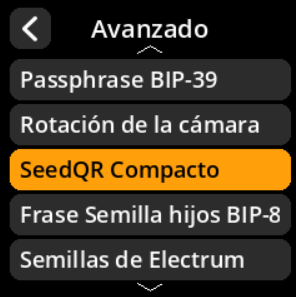 Avanzado
Passphrase BIP-39
Rotación de la cámara
SeedQR Compacto
Frase Semilla hijos BIP-8
Semillas de Electrum